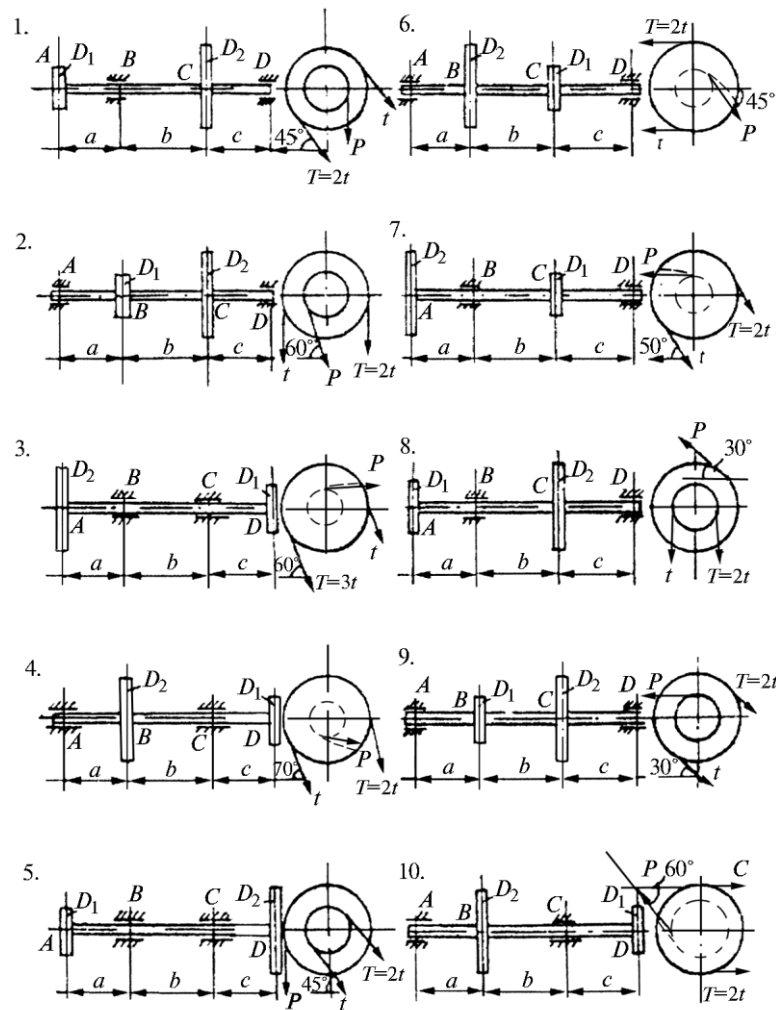 1.
A D₁ B C D₂ D
a b c 45° P t
T=2t
6.
A B D₂ C D₁ D T=2t
a b c t P 45°
2.
A D₁ B D₂ C D
a b c 60° t P T=2t
7.
D₂ A B C D₁ D P
a b c 50° t T=2t
3.
D₂ A B C D₁ D P t
a b c 60° T=3t
8.
D₁ A B C D₂ D P 30°
a b c t T=2t
4.
A D₂ B C D₁ D P
a b c 70° t T=2t
9.
A B D₁ C D₂ D P T=2t
a b c 30° t
5.
A D₁ B C D₂ D
a b c P 45° t T=2t
10.
A B D₂ C D₁ D P 60° C
a b c T=2t